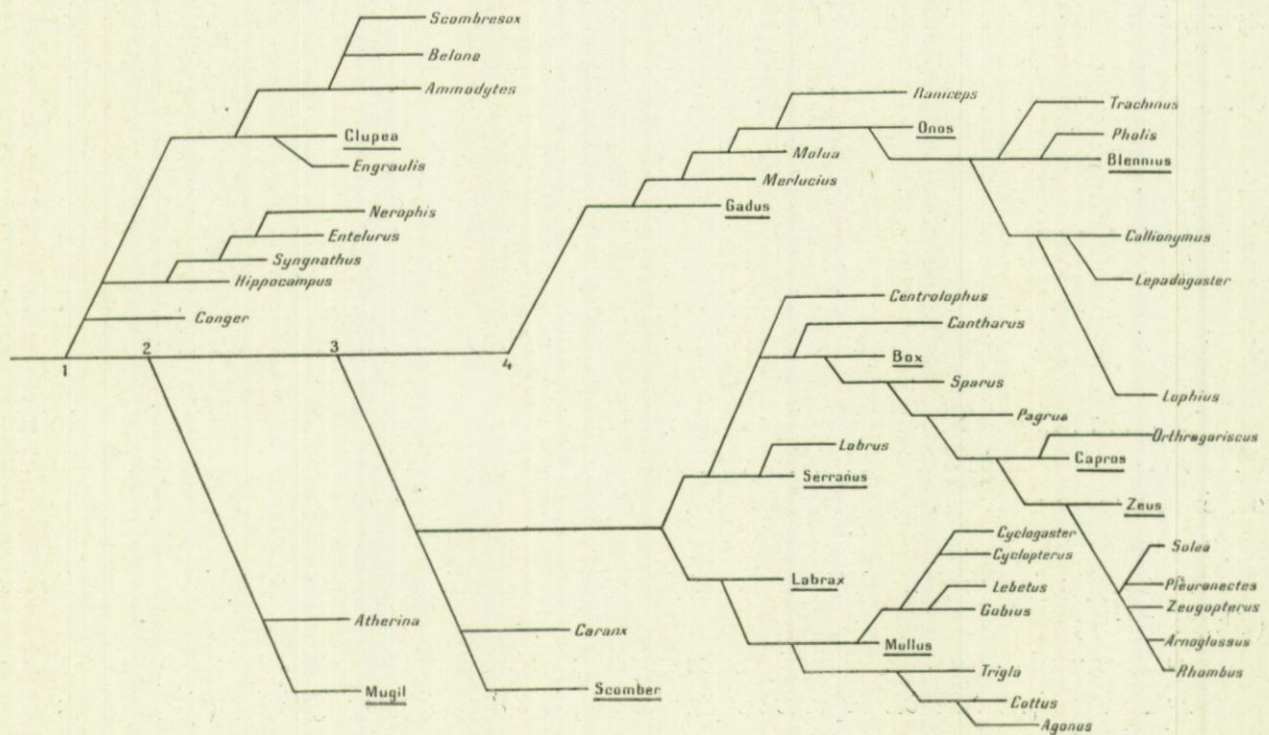 Scombresox
Belone
Ammodytes
Clupea
Engraulis
Nerophis
Entelurus
Syngnathus
Hippocampus
Conger
1
2
3
4
Atherina
Mugil
Caranx
Scomber
Raniceps
Onos
Molua
Merlucius
Gadus
Trachinus
Pholis
Blennius
Callionymus
Lepadogaster
Lophius
Centrolophus
Cantharus
Box
Sparus
Pagrus
Orthragoriscus
Capros
Zeus
Labrus
Serranus
Solea
Pleuronectes
Zeugopterus
Arnoglossus
Rhombus
Cyclogaster
Cyclopterus
Lebetus
Gobius
Labrax
Mullus
Trigla
Cottus
Agonus